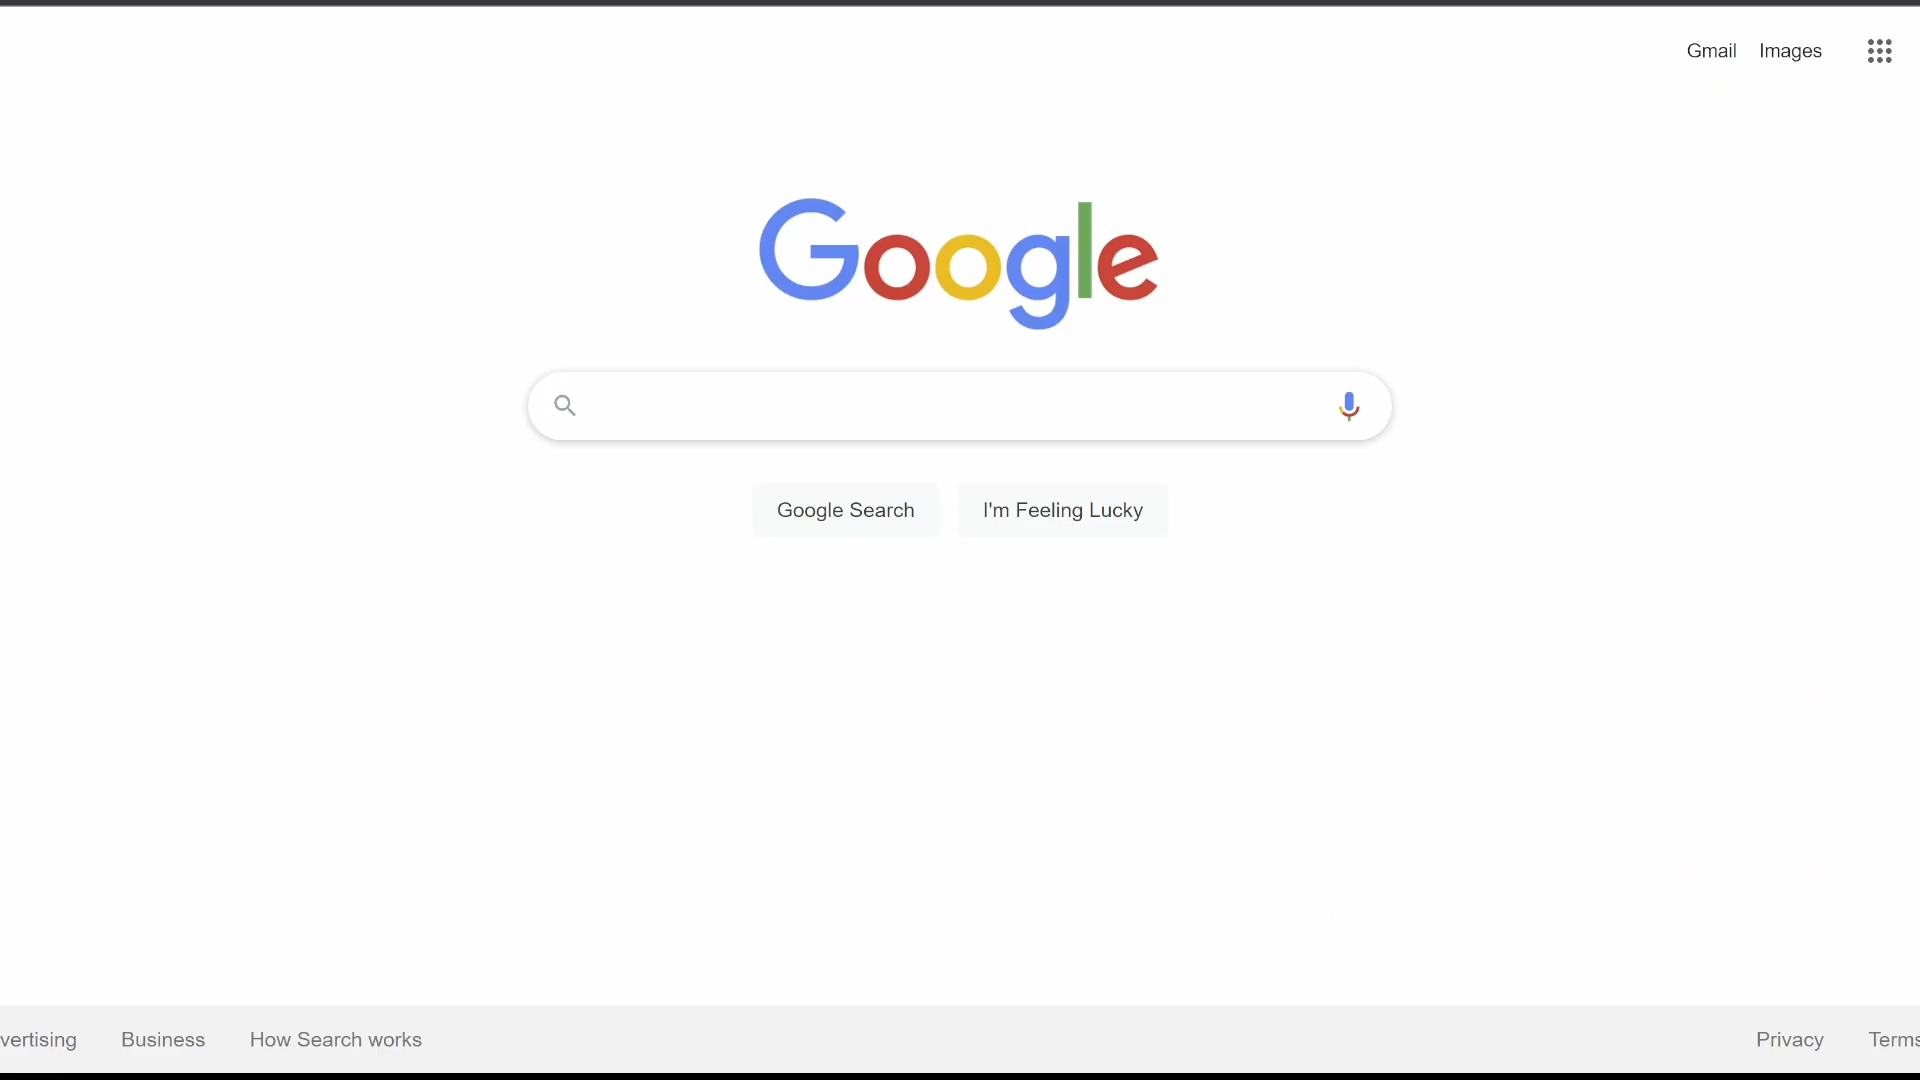 Gmail Images
Google
Google Search I'm Feeling Lucky
vertising Business How Search works Privacy Terms